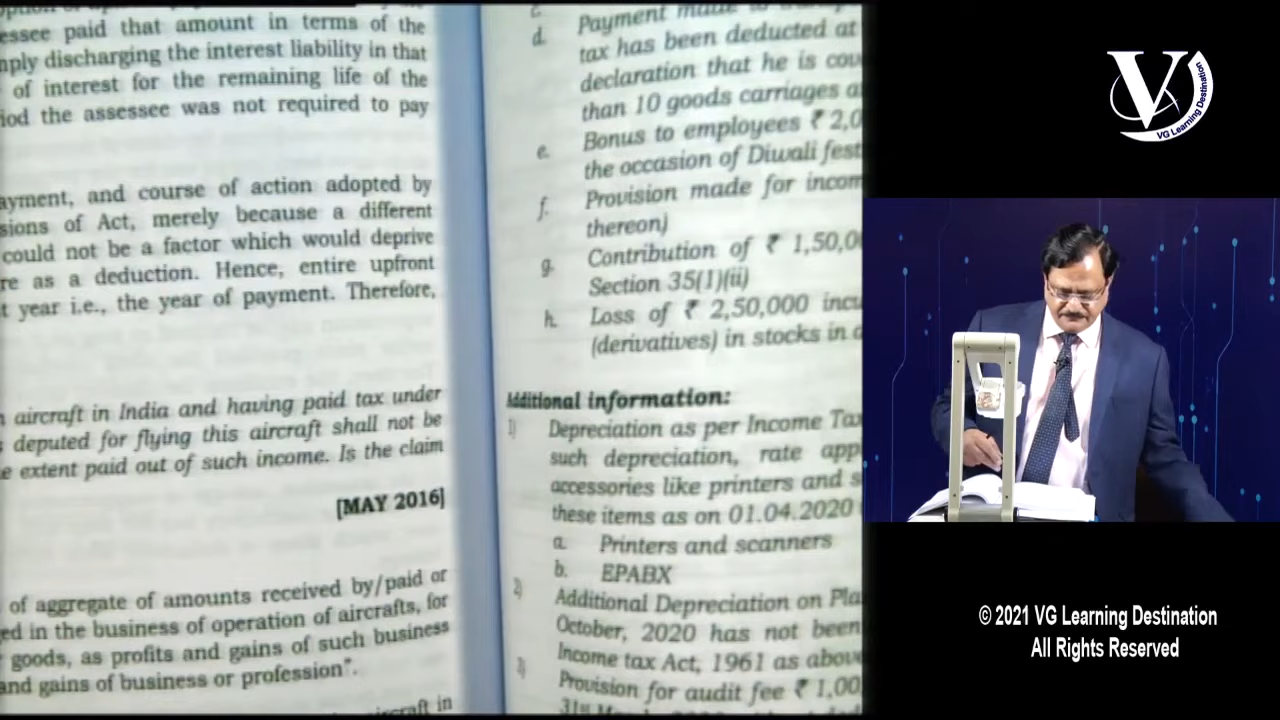 essee paid that amount in terms of the
nply discharging the interest liability in that
of interest for the remaining life of the
iod the assessee was not required to pay
ayment, and course of action adopted by
sions of Act, merely because a different
could not be a factor which would deprive
re as a deduction. Hence, entire upfront
t year i.e., the year of payment. Therefore,
aircraft in India and having paid tax under
deputed for flying this aircraft shall not be
e extent paid out of such income. Is the claim
[MAY 2016]
of aggregate of amounts received by/paid or
ed in the business of operation of aircrafts, for
goods, as profits and gains of such business
and gains of business or profession".
d. Payment made to
tax has been deducted at
declaration that he is cov
than 10 goods carriages a
e. Bonus to employees ₹ 2,0
the occasion of Diwali fest
f. Provision made for incom
thereon)
g. Contribution of ₹ 1,50,0
Section 35(1)(ii)
h. Loss of ₹ 2,50,000 incu
(derivatives) in stocks in a
Additional information:
1) Depreciation as per Income Tax
such depreciation, rate app
accessories like printers and s
these items as on 01.04.2020
a. Printers and scanners
b. EPABX
2) Additional Depreciation on Pla
October, 2020 has not been
Income tax Act, 1961 as above
3) Provision for audit fee ₹ 1,00
V
VG Learning Destination
© 2021 VG Learning Destination
All Rights Reserved